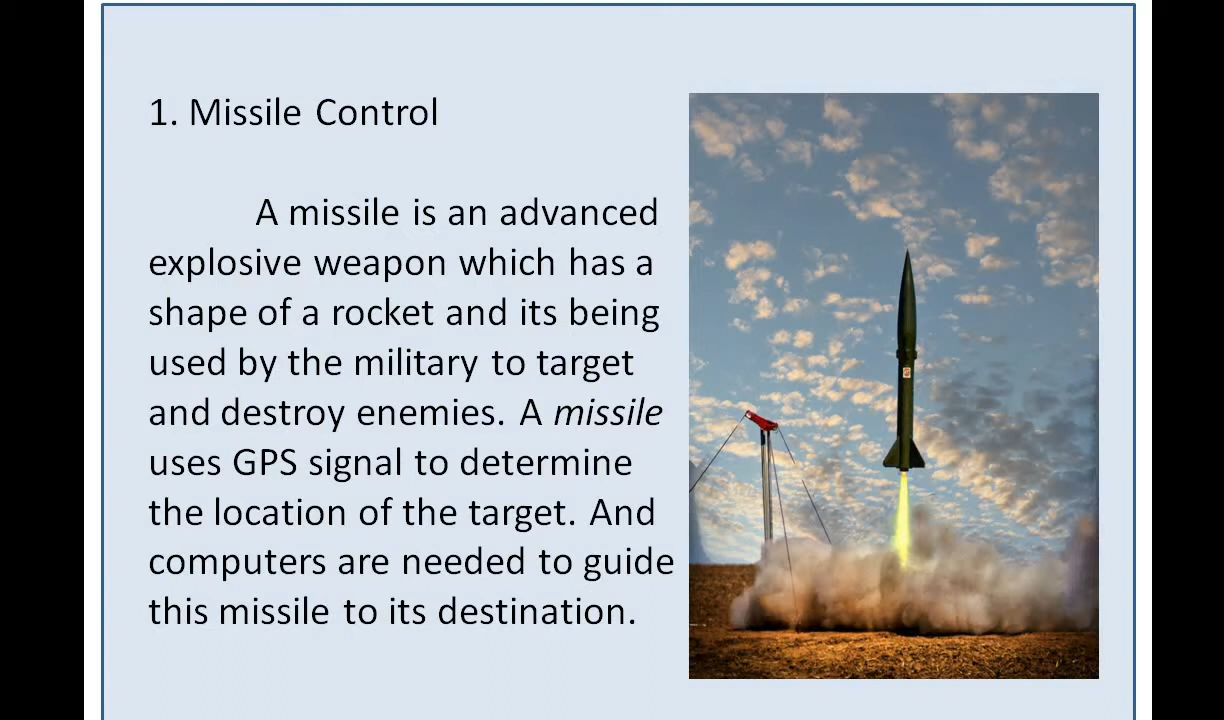 1. Missile Control
A missile is an advanced
explosive weapon which has a
shape of a rocket and its being
used by the military to target
and destroy enemies. A missile
uses GPS signal to determine
the location of the target. And
computers are needed to guide
this missile to its destination.